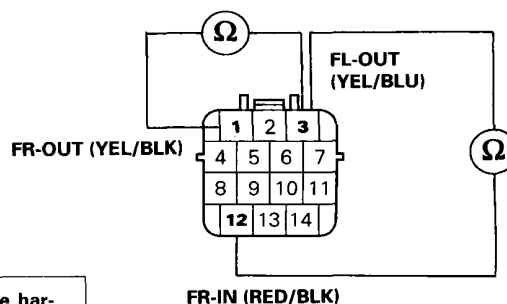 Ω
FL-OUT
(YEL/BLU)
1 2 3
FR-OUT (YEL/BLK)
4 5 6 7
Ω
8 9 10 11
12 13 14
e har-
FR-IN (RED/BLK)